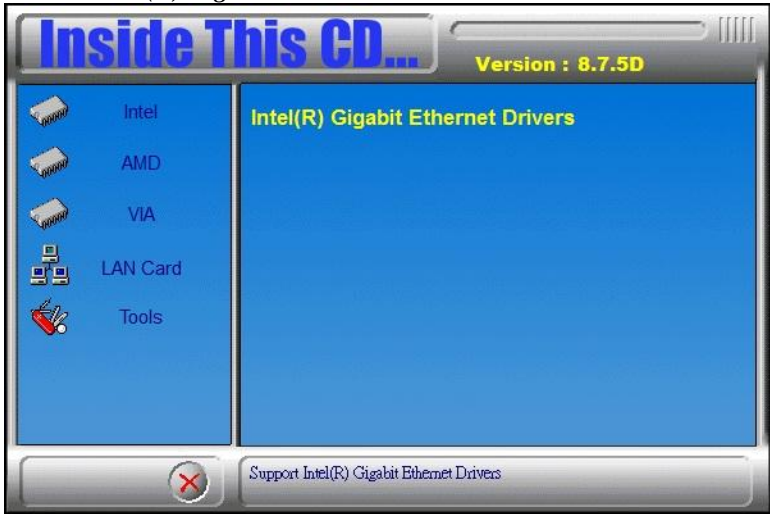 Inside This CD...
Version : 8.7.5D
Intel
AMD
VIA
LAN Card
Tools
Intel(R) Gigabit Ethernet Drivers
Support Intel(R) Gigabit Ethernet Drivers